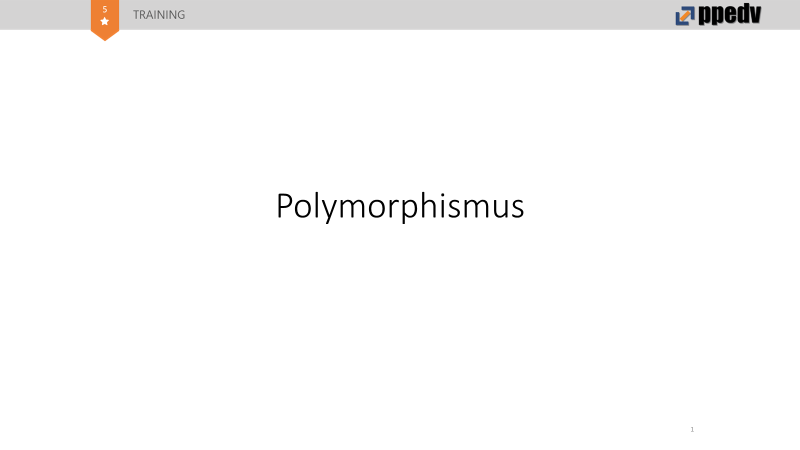 5
TRAINING
ppedv
Polymorphismus
1